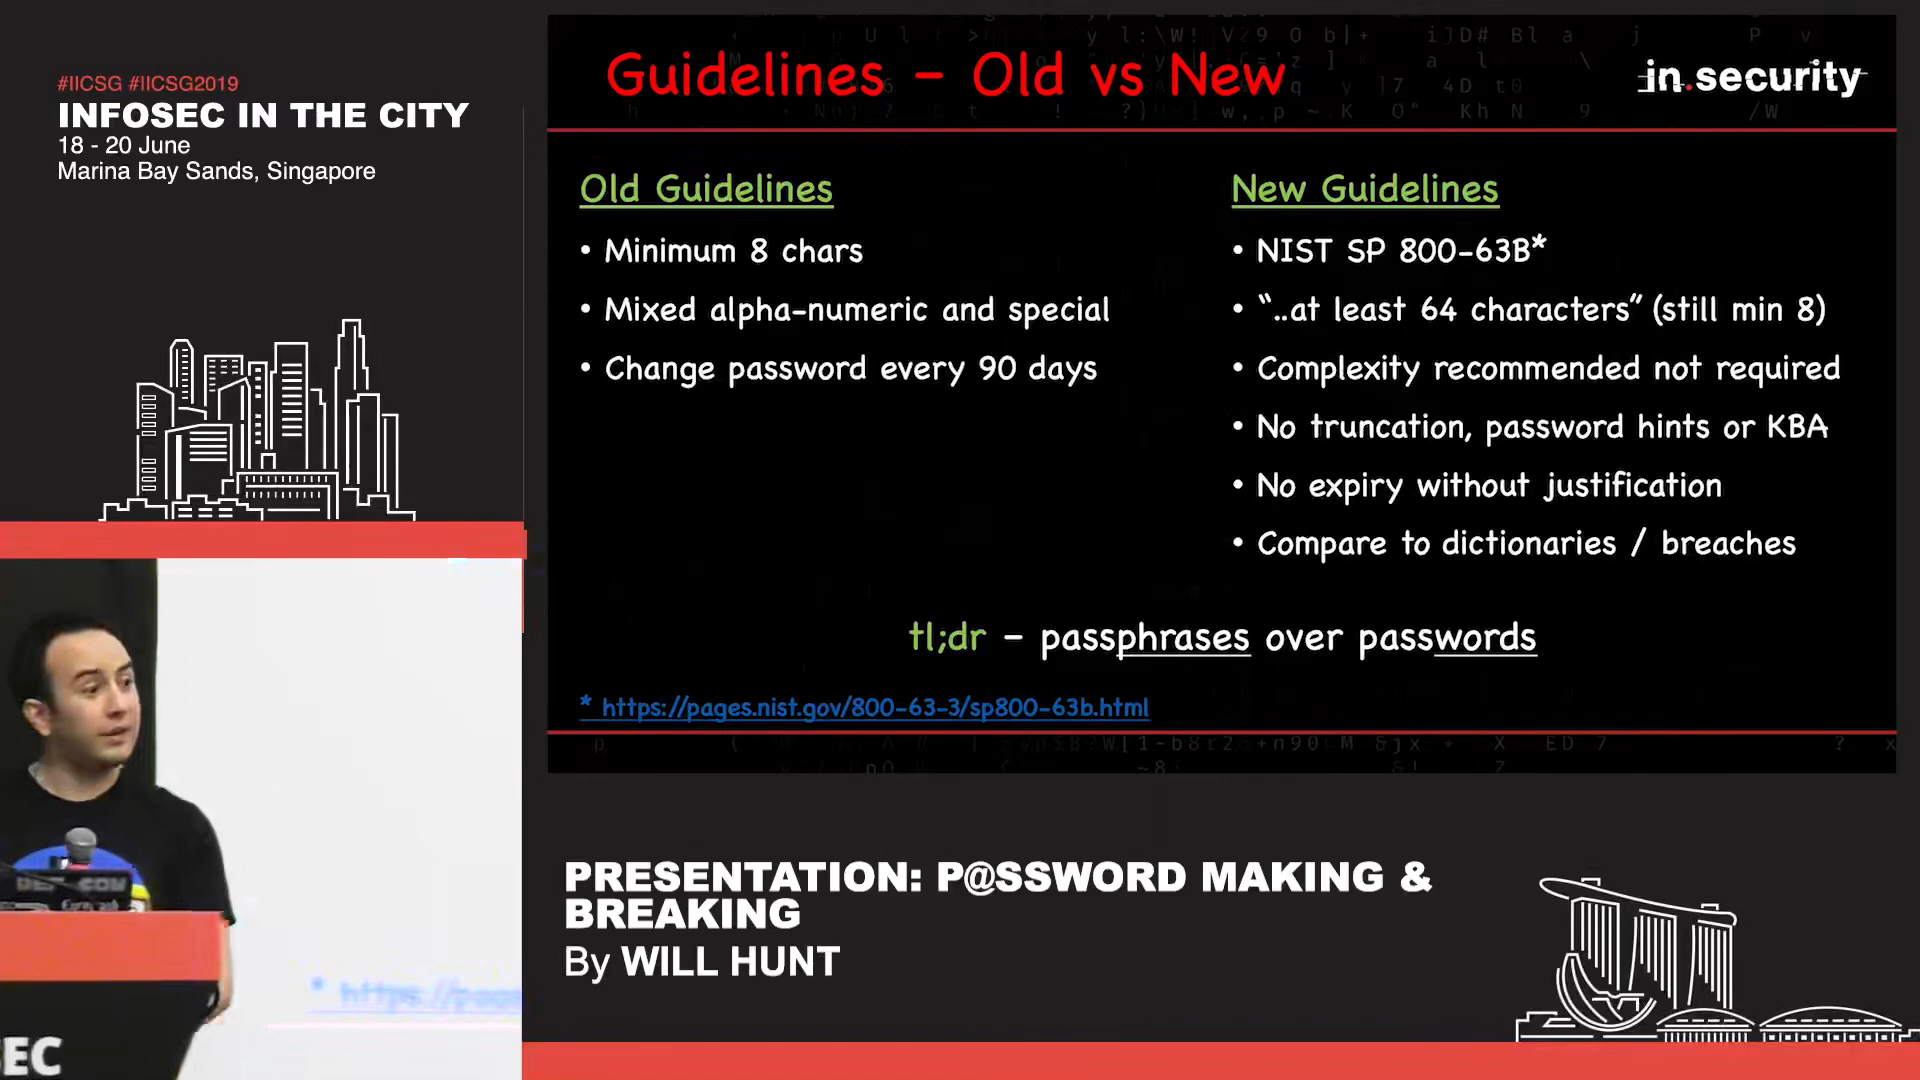 #IICSG #IICSG2019
INFOSEC IN THE CITY
18 - 20 June
Marina Bay Sands, Singapore
Guidelines – Old vs New
in.security
Old Guidelines
• Minimum 8 chars
• Mixed alpha-numeric and special
• Change password every 90 days
New Guidelines
• NIST SP 800-63B*
• “..at least 64 characters” (still min 8)
• Complexity recommended not required
• No truncation, password hints or KBA
• No expiry without justification
• Compare to dictionaries / breaches
tl;dr – passphrases over passwords
* https://pages.nist.gov/800-63-3/sp800-63b.html
* https://pages
SEC
PRESENTATION: P@SSWORD MAKING &
BREAKING
By WILL HUNT